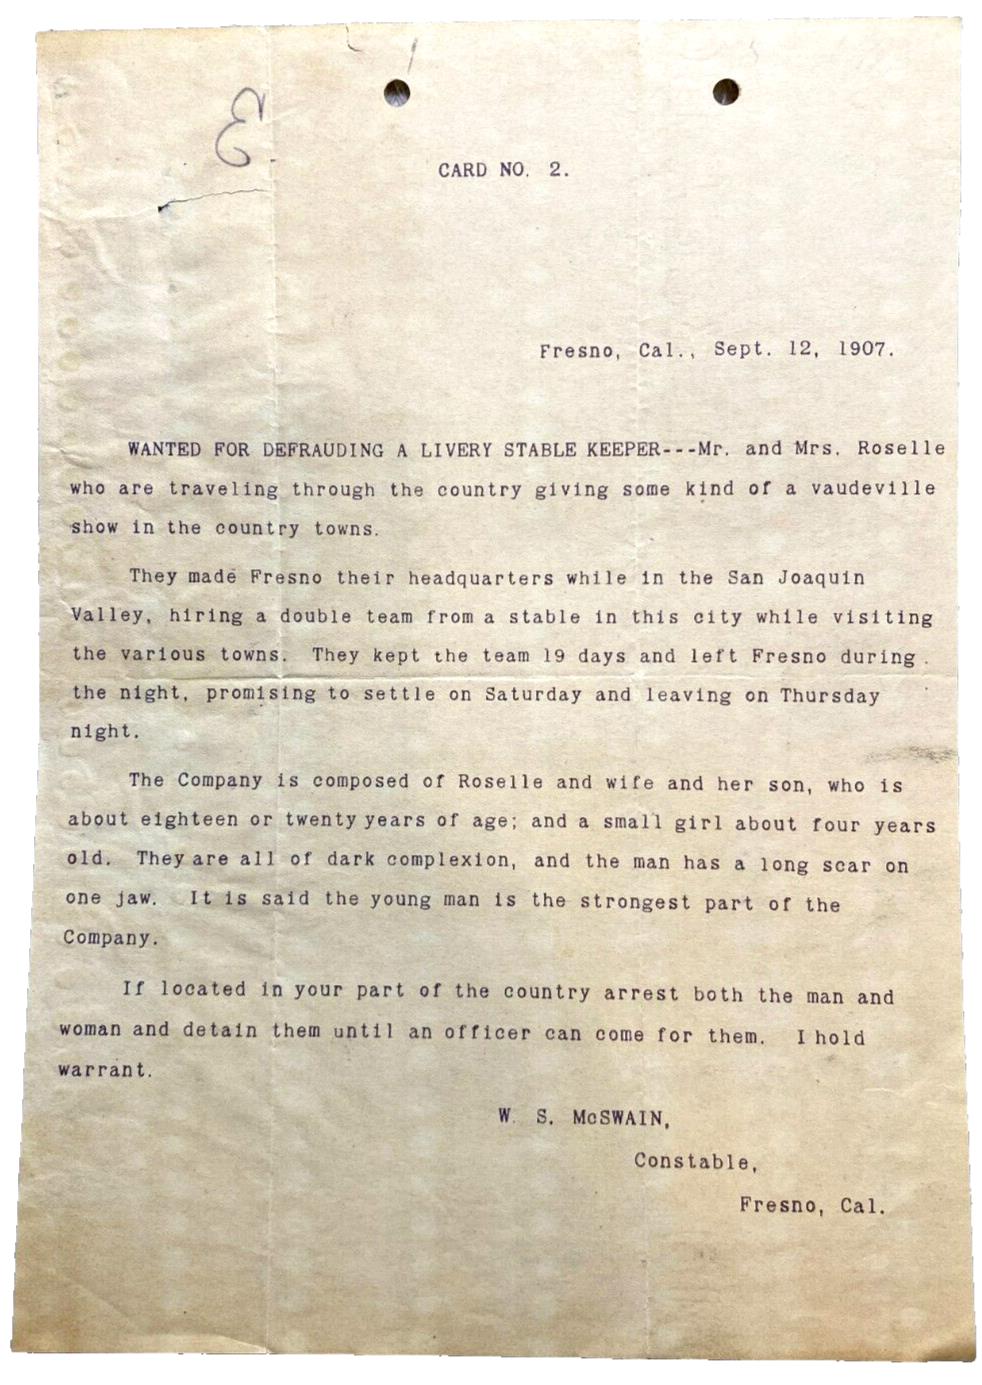 E.
CARD NO. 2.
Fresno, Cal., Sept. 12, 1907.
WANTED FOR DEFRAUDING A LIVERY STABLE KEEPER---Mr. and Mrs. Roselle
who are traveling through the country giving some kind of a vaudeville
show in the country towns.
They made Fresno their headquarters while in the San Joaquin
Valley, hiring a double team from a stable in this city while visiting
the various towns. They kept the team 19 days and left Fresno during
the night, promising to settle on Saturday and leaving on Thursday
night.
The Company is composed of Roselle and wife and her son, who is
about eighteen or twenty years of age; and a small girl about four years
old. They are all of dark complexion, and the man has a long scar on
one jaw. It is said the young man is the strongest part of the
Company.
If located in your part of the country arrest both the man and
woman and detain them until an officer can come for them. I hold
warrant.
W. S. McSWAIN,
Constable,
Fresno, Cal.